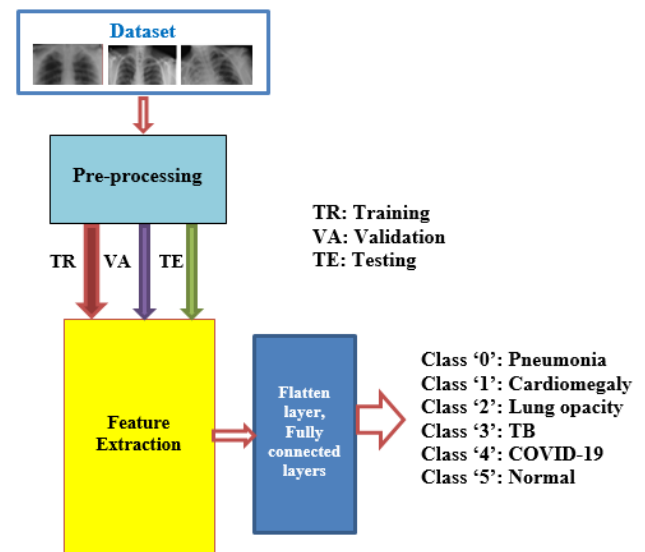 Dataset
Pre-processing
TR: Training
VA: Validation
TE: Testing
TR VA TE
Feature
Extraction
Flatten
layer,
Fully
connected
layers
Class ‘0’: Pneumonia
Class ‘1’: Cardiomegaly
Class ‘2’: Lung opacity
Class ‘3’: TB
Class ‘4’: COVID-19
Class ‘5’: Normal